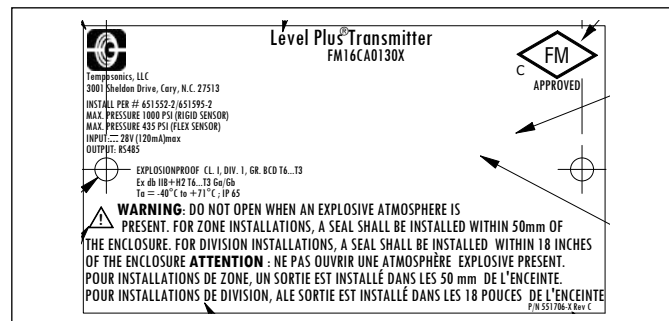 Level Plus® Transmitter
FM16CA0130X
FM
C
APPROVED
Temposonics, LLC
3001 Sheldon Drive, Cary, N.C. 27513
INSTALL PER # 651552-2/651595-2
MAX. PRESSURE 1000 PSI (RIGID SENSOR)
MAX. PRESSURE 435 PSI (FLEX SENSOR)
INPUT: ⎓ 28V (120mA)max
OUTPUT: RS485
EXPLOSIONPROOF CL. I, DIV. 1, GR. BCD T6...T3
Ex db IIB+H2 T6...T3 Ga/Gb
Ta = -40°C to +71°C ; IP 65
WARNING: DO NOT OPEN WHEN AN EXPLOSIVE ATMOSPHERE IS
PRESENT. FOR ZONE INSTALLATIONS, A SEAL SHALL BE INSTALLED WITHIN 50mm OF
THE ENCLOSURE. FOR DIVISION INSTALLATIONS, A SEAL SHALL BE INSTALLED WITHIN 18 INCHES
OF THE ENCLOSURE ATTENTION : NE PAS OUVRIR UNE ATMOSPHÈRE EXPLOSIVE PRESENT.
POUR INSTALLATIONS DE ZONE, UN SORTIE EST INSTALLÉ DANS LES 50 mm DE L'ENCEINTE.
POUR INSTALLATIONS DE DIVISION, ALE SORTIE EST INSTALLÉ DANS LES 18 POUCES DE L'ENCEINTE
P/N 551706-X Rev C